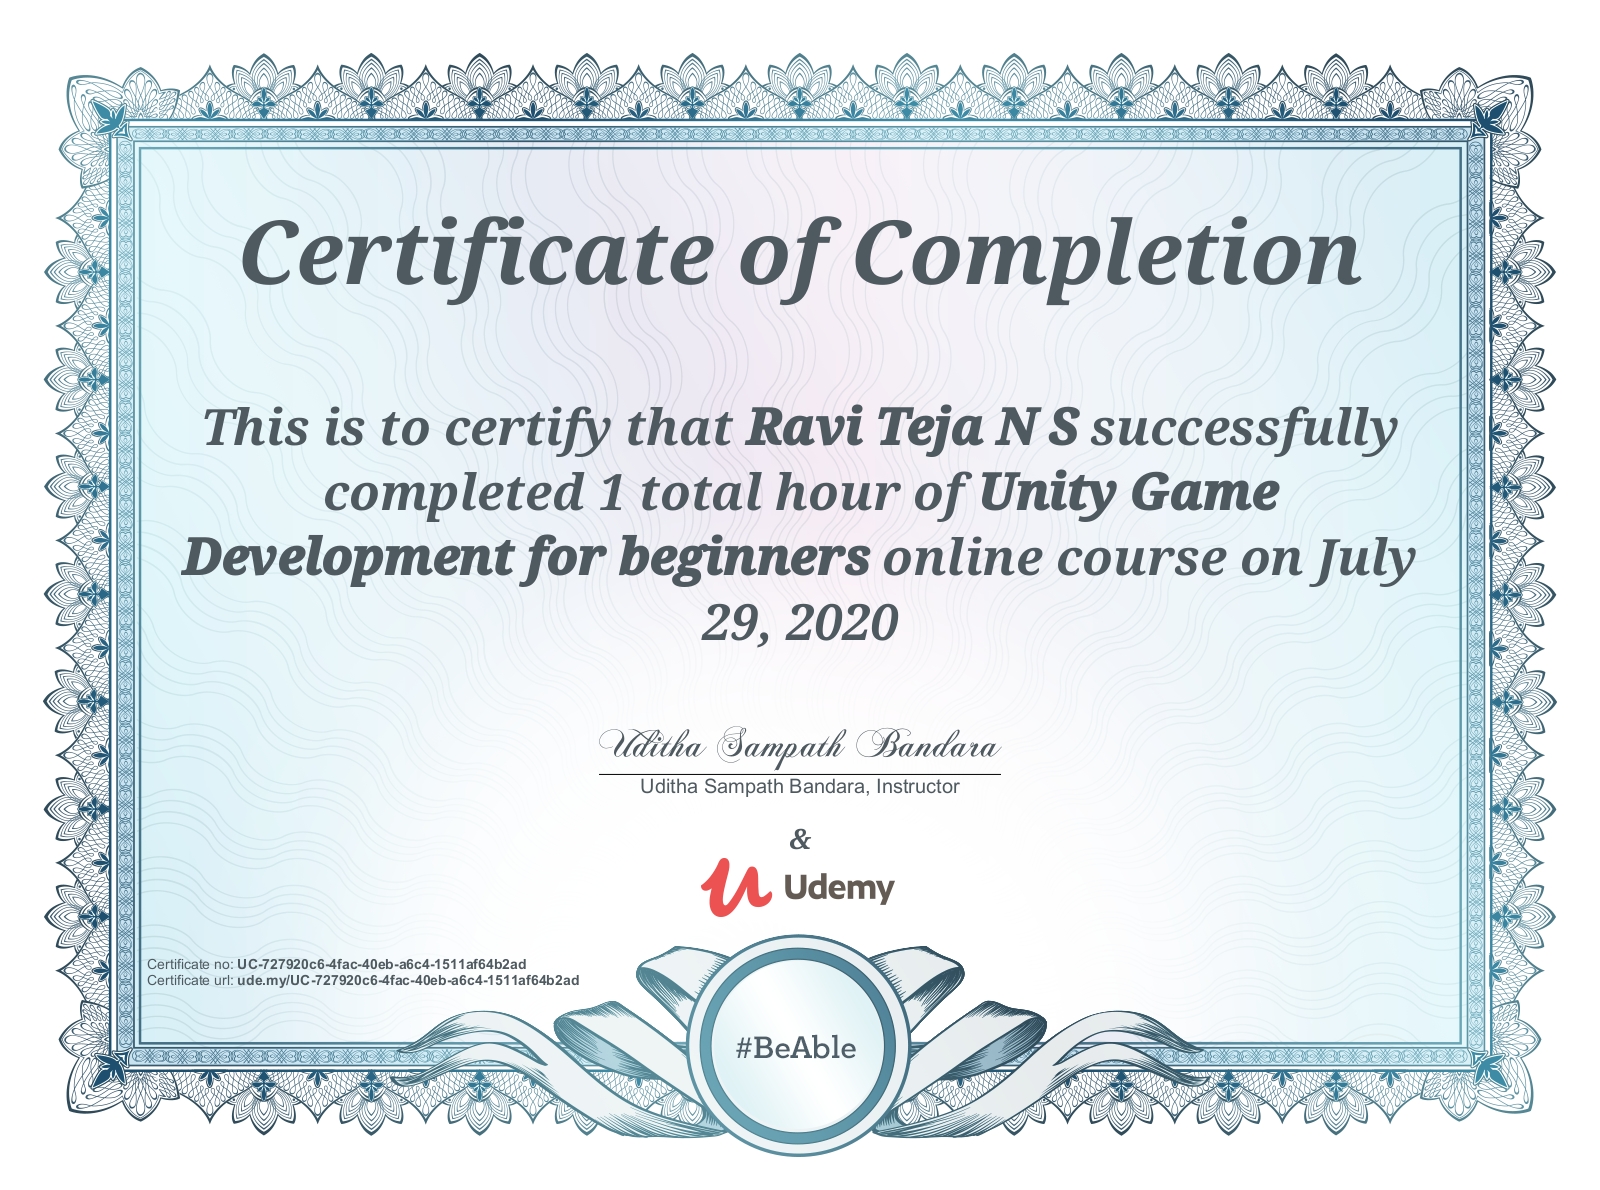 Certificate of Completion
This is to certify that Ravi Teja N S successfully
completed 1 total hour of Unity Game
Development for beginners online course on July
29, 2020
Uditha Sampath Bandara
Uditha Sampath Bandara, Instructor
&
Udemy
Certificate no: UC-727920c6-4fac-40eb-a6c4-1511af64b2ad
Certificate url: ude.my/UC-727920c6-4fac-40eb-a6c4-1511af64b2ad
#BeAble